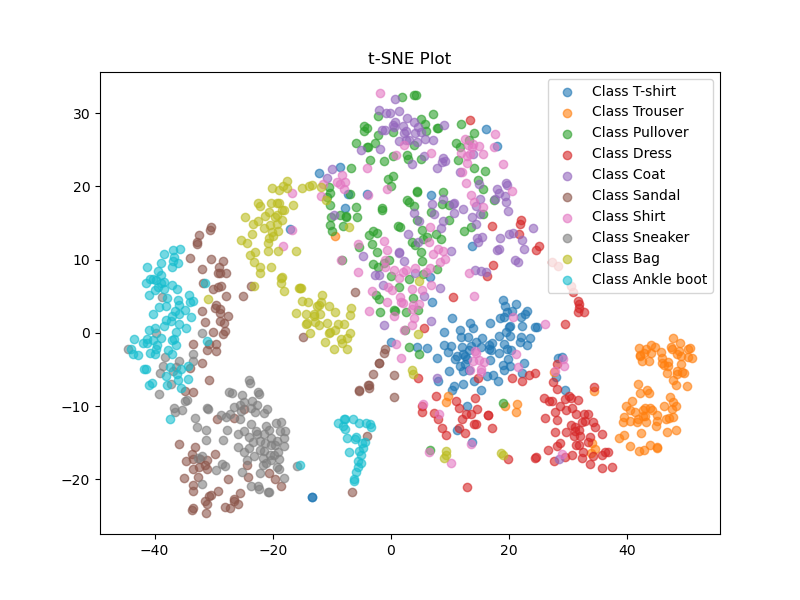 t-SNE Plot
Class T-shirt
Class Trouser
Class Pullover
Class Dress
Class Coat
Class Sandal
Class Shirt
Class Sneaker
Class Bag
Class Ankle boot
30
20
10
0
−10
−20
−40 −20 0 20 40